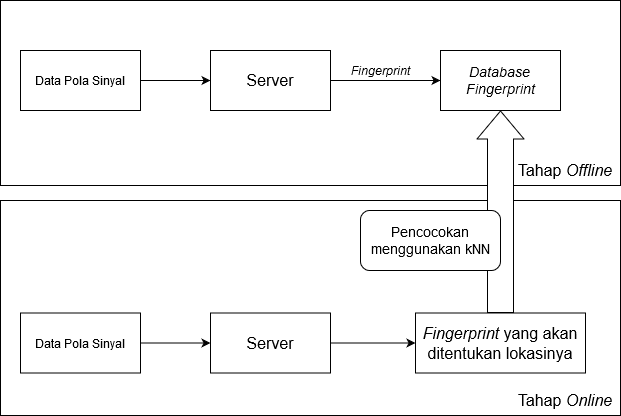 Data Pola Sinyal
Server
Fingerprint
Database
Fingerprint
Tahap Offline
Pencocokan
menggunakan kNN
Data Pola Sinyal
Server
Fingerprint yang akan
ditentukan lokasinya
Tahap Online